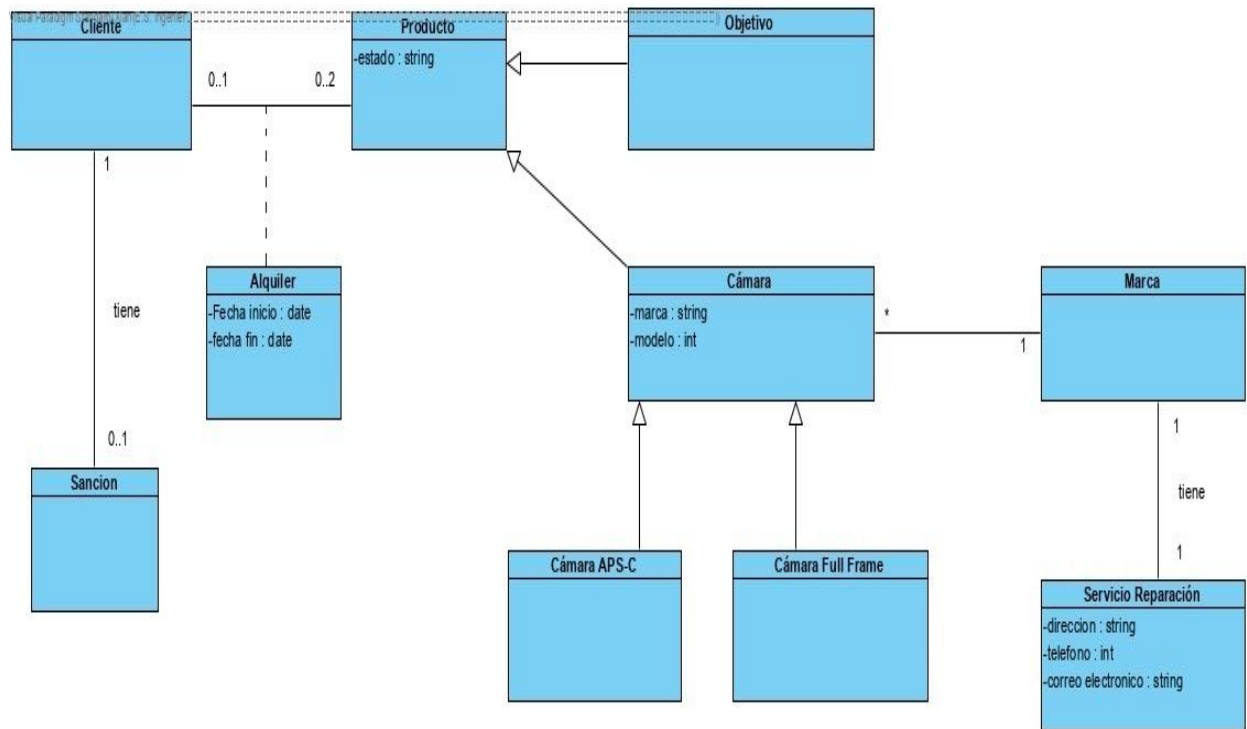 Cliente
Producto
-estado : string
Objetivo
0..1
0..2
1
Alquiler
-Fecha inicio : date
-fecha fin : date
Cámara
-marca : string
-modelo : int
Marca
*
1
tiene
0..1
Sancion
1
tiene
1
Cámara APS-C
Cámara Full Frame
Servicio Reparación
-direccion : string
-telefono : int
-correo electronico : string